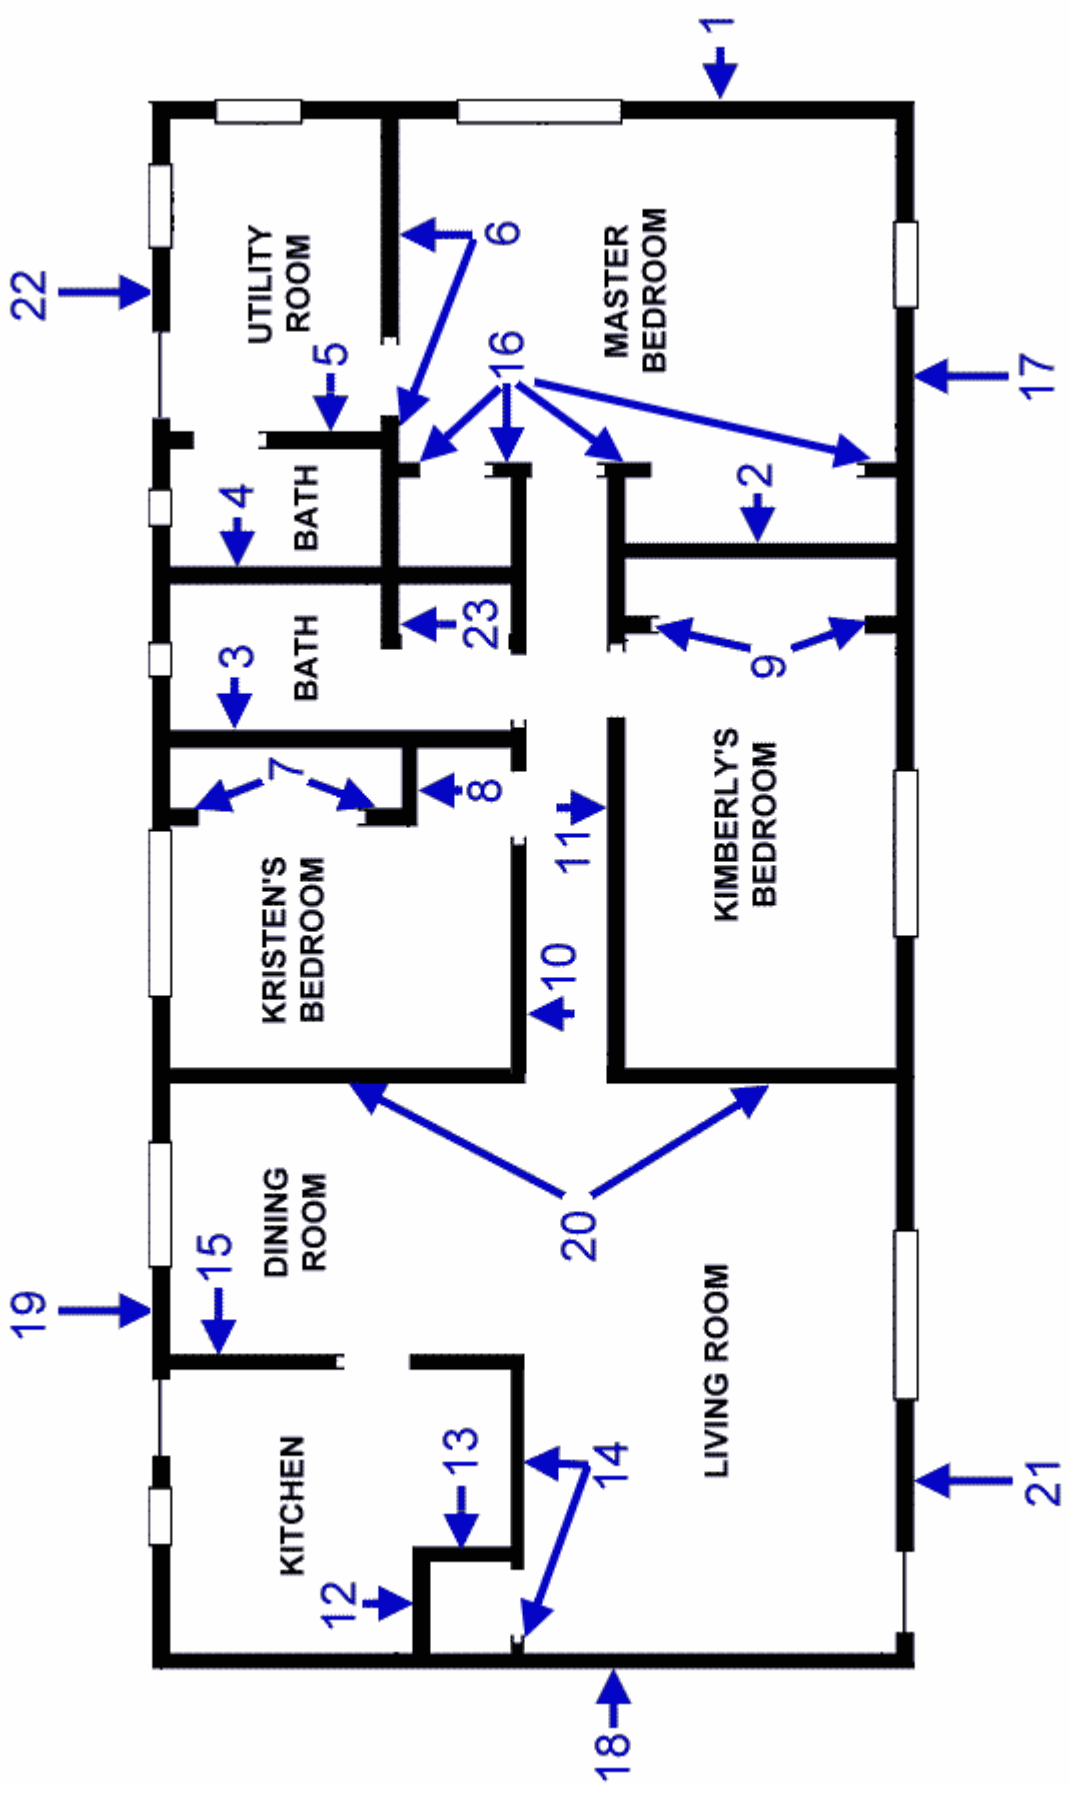 19
22
15
3
4
KITCHEN
DINING
ROOM
KRISTEN'S
BEDROOM
7
BATH
BATH
UTILITY
ROOM
12
5
13
8
23
16
6
10
11
18
14
20
LIVING ROOM
KIMBERLY'S
BEDROOM
MASTER
BEDROOM
1
9
2
21
17